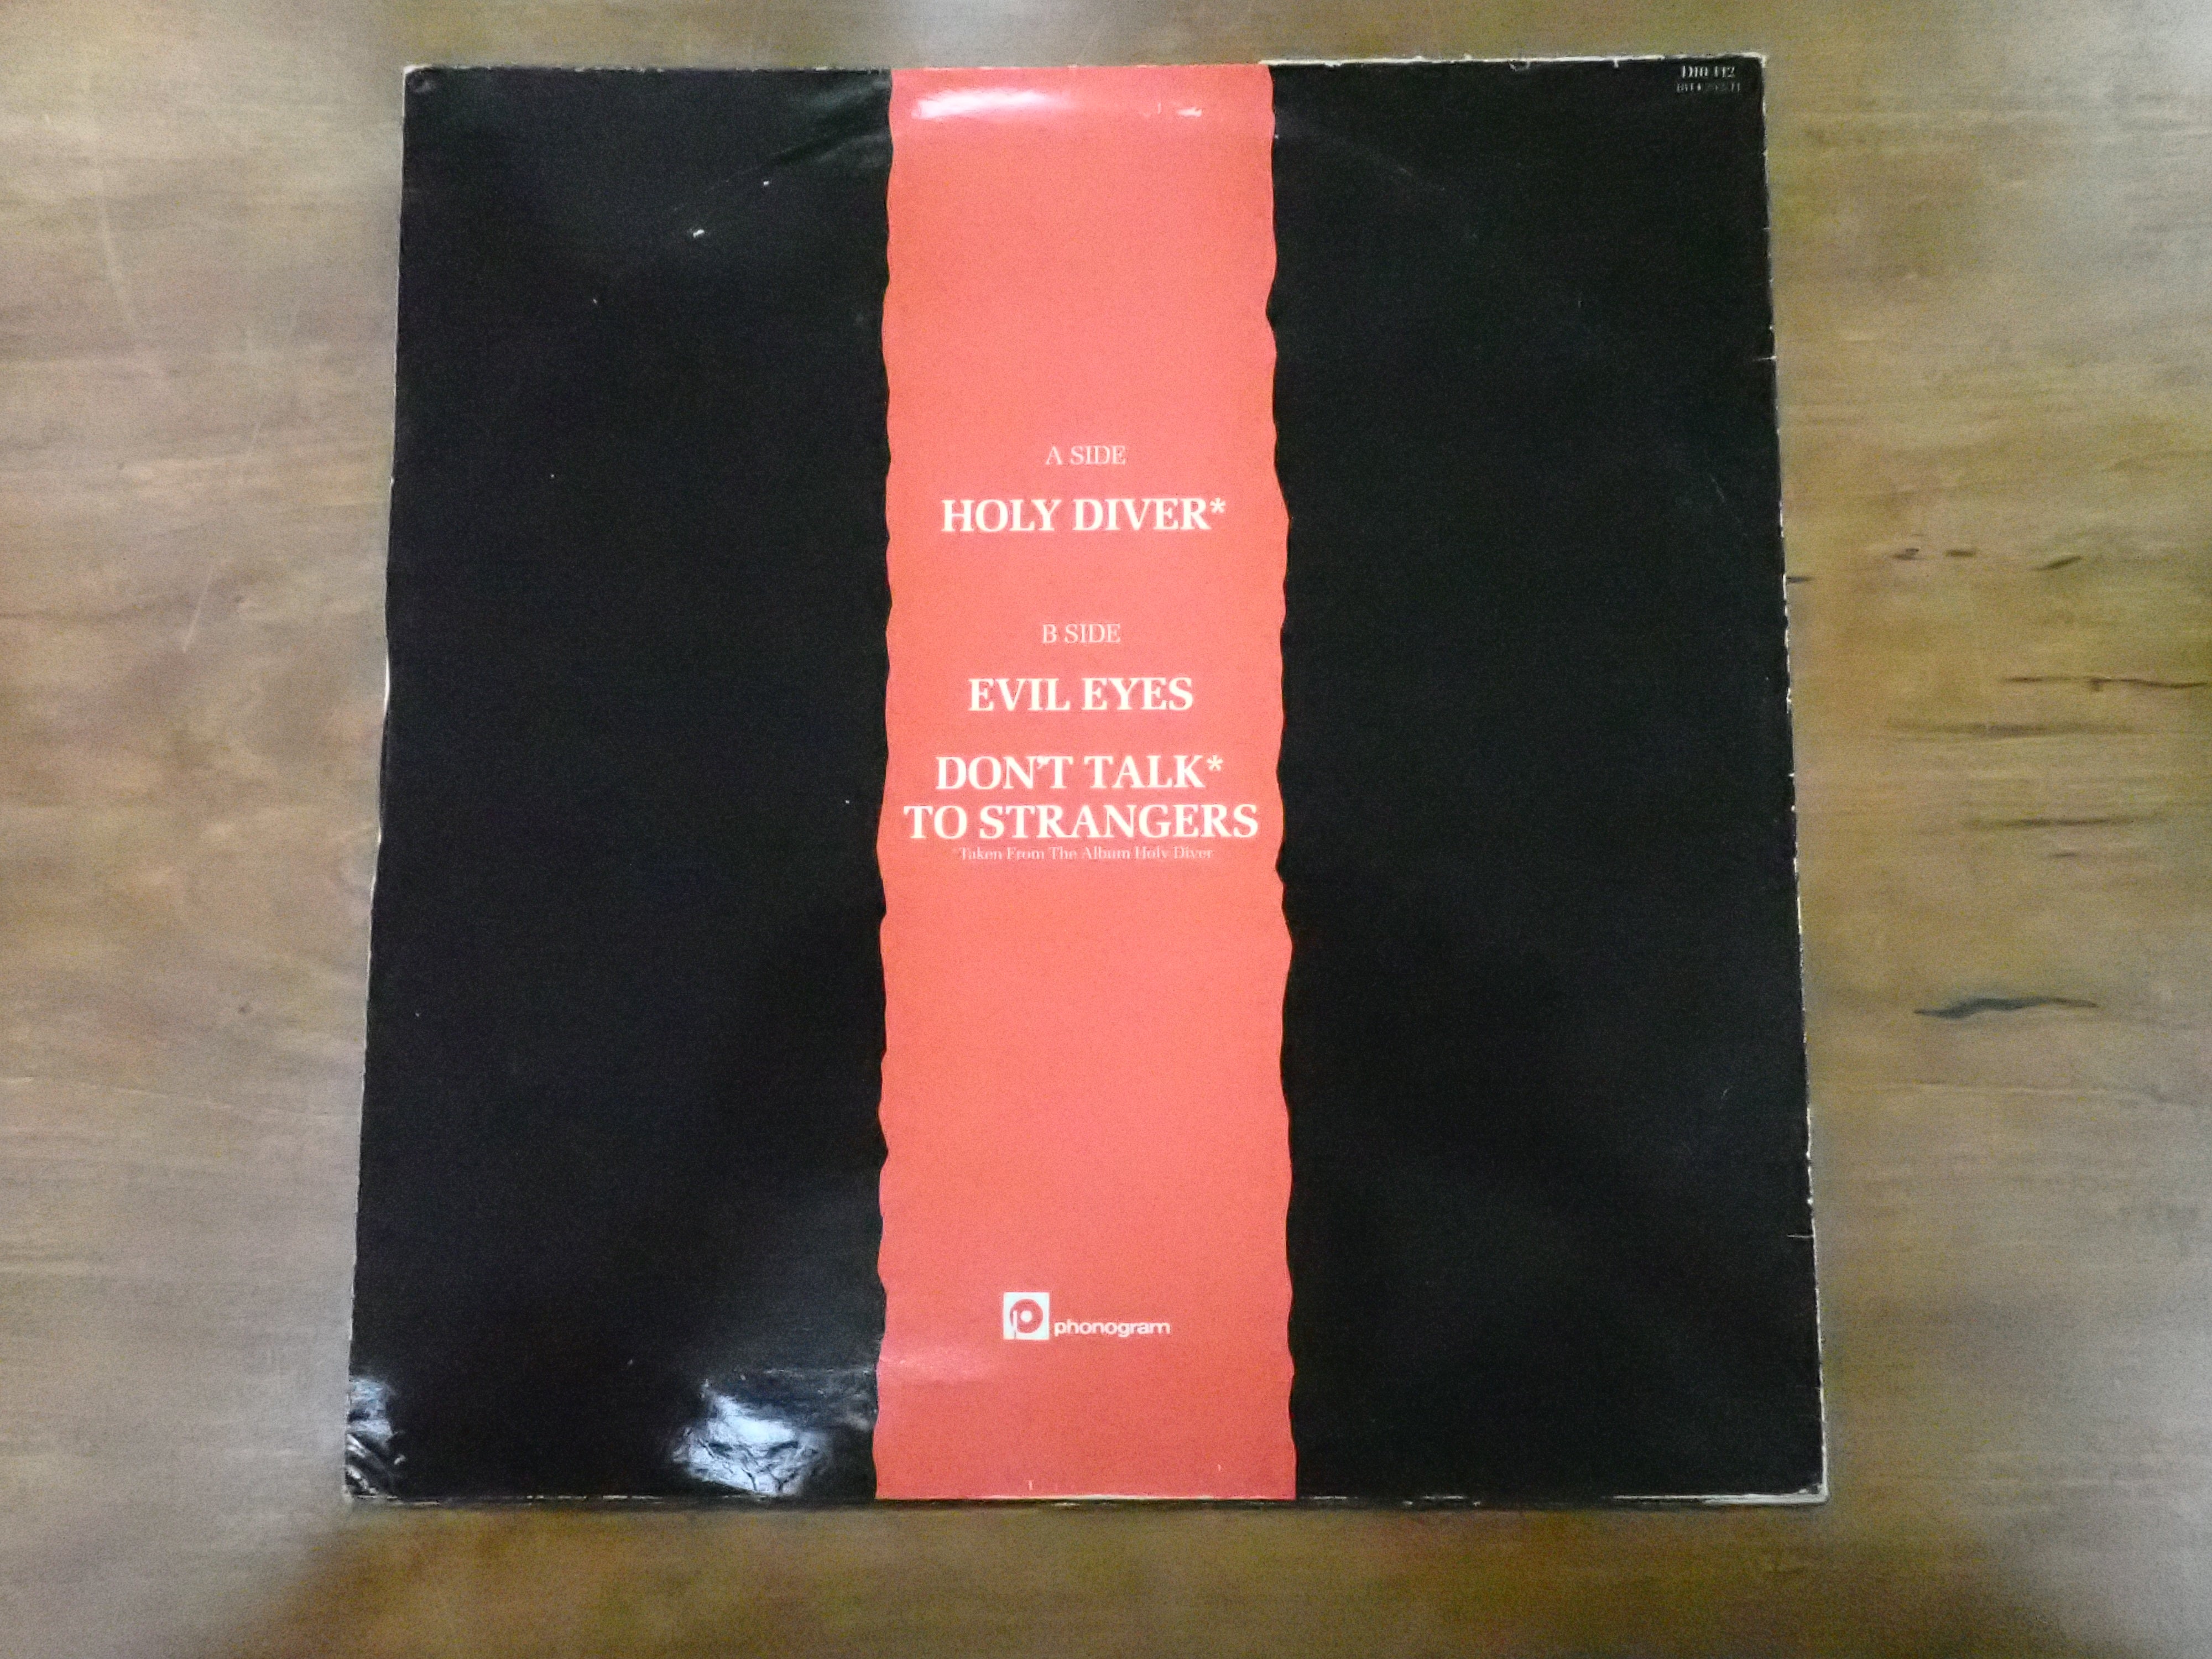 DIO 112
A SIDE
HOLY DIVER*
B SIDE
EVIL EYES
DON'T TALK*
TO STRANGERS
*Taken From The Album Holy Diver
phonogram